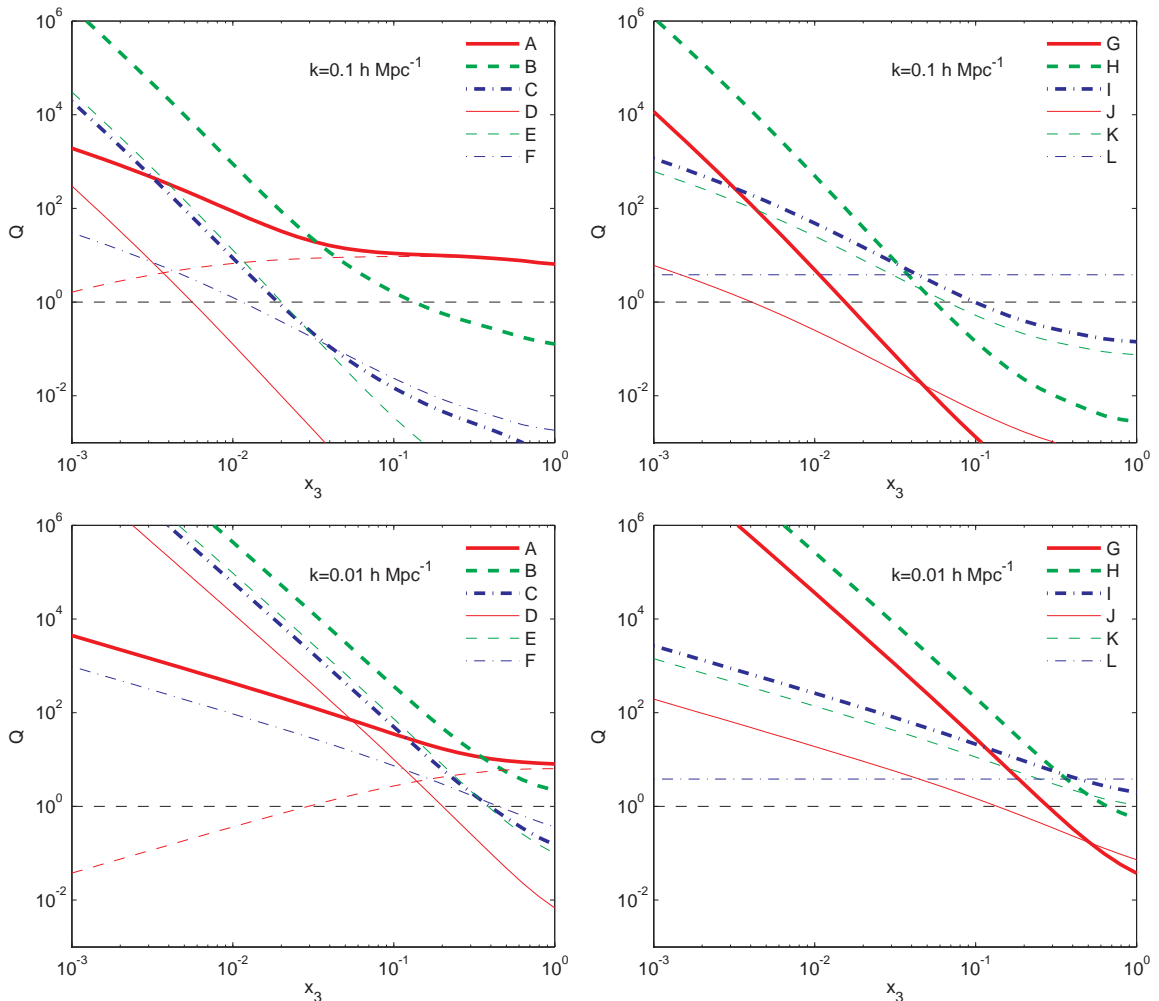 10^6
10^4
10^2
10^0
10^-2
Q
k=0.1 h Mpc^-1
A
B
C
D
E
F
10^-3
10^-2
10^-1
10^0
x_3
10^6
10^4
10^2
10^0
10^-2
Q
k=0.1 h Mpc^-1
G
H
I
J
K
L
10^-3
10^-2
10^-1
10^0
x_3
10^6
10^4
10^2
10^0
10^-2
Q
k=0.01 h Mpc^-1
A
B
C
D
E
F
10^-3
10^-2
10^-1
10^0
x_3
10^6
10^4
10^2
10^0
10^-2
Q
k=0.01 h Mpc^-1
G
H
I
J
K
L
10^-3
10^-2
10^-1
10^0
x_3